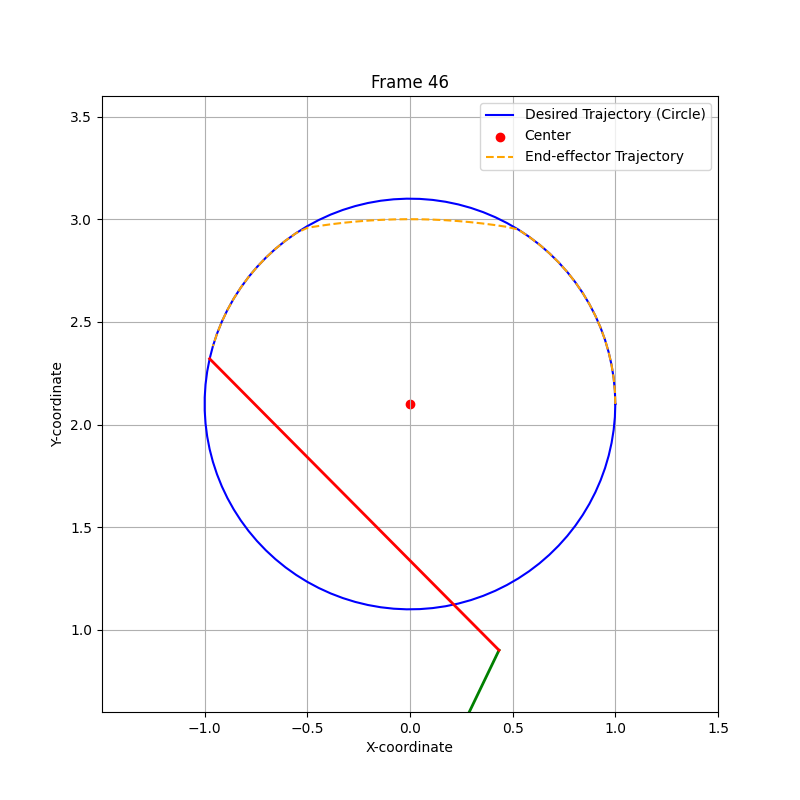 Frame 46
Desired Trajectory (Circle)
Center
End-effector Trajectory
3.5
3.0
2.5
2.0
1.5
1.0
Y-coordinate
−1.0
−0.5
0.0
0.5
1.0
1.5
X-coordinate